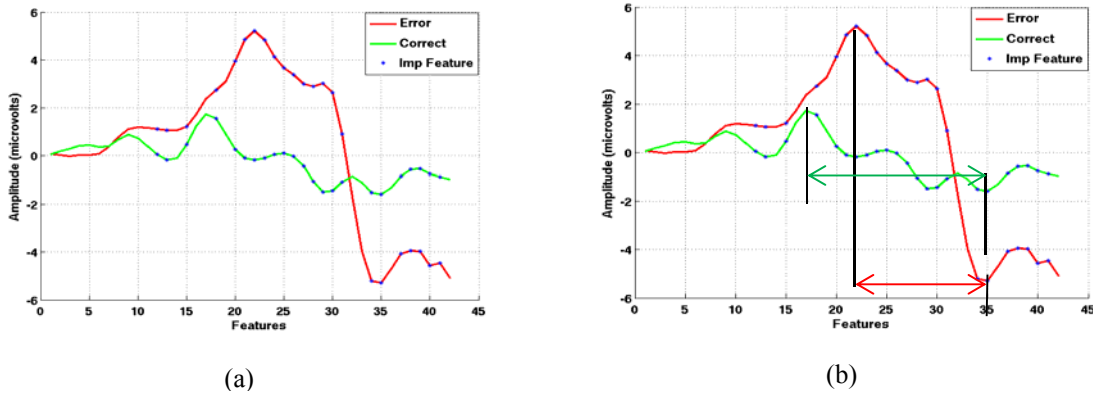 6
4
2
0
-2
-4
-6
Amplitude (microvolts)
Error
Correct
Imp Feature
0 5 10 15 20 25 30 35 40 45
Features
(a)
6
4
2
0
-2
-4
-6
Amplitude (microvolts)
Error
Correct
Imp Feature
0 5 10 15 20 25 30 35 40 45
Features
(b)